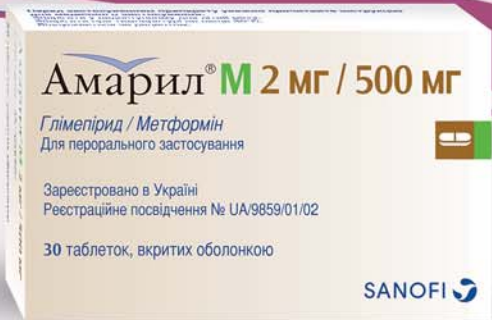 Амарил® М 2 мг / 500 мг
Глімепірид / Метформін
Для перорального застосування
Зареєстровано в Україні
Реєстраційне посвідчення № UA/9859/01/02
30 таблеток, вкритих оболонкою
SANOFI